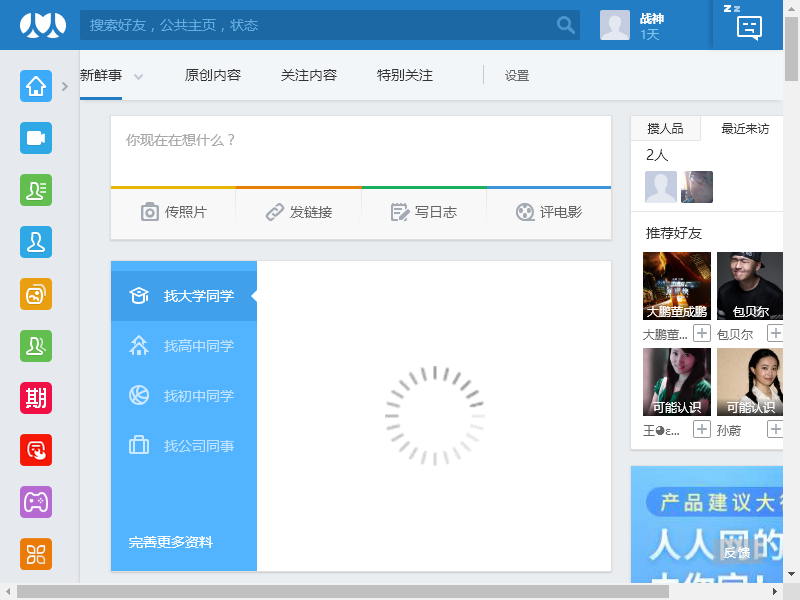 搜索好友，公共主页，状态
战神
1天
新鲜事
原创内容
关注内容
特别关注
设置
你现在在想什么？
传照片
发链接
写日志
评电影
找大学同学
找高中同学
找初中同学
找公司同事
完善更多资料
期
攒人品
最近来访
2人
推荐好友
大鹏董成鹏
包贝尔
大鹏董...
包贝尔
可能认识
可能认识
孙蔚
产品建议大
人人网的
反馈